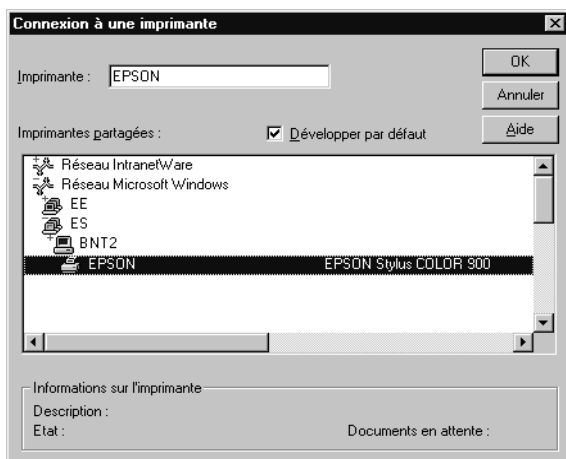 Connexion à une imprimante
Imprimante : EPSON
OK
Annuler
Aide
Imprimantes partagées :
Développer par défaut
Réseau IntranetWare
Réseau Microsoft Windows
EE
ES
BNT2
EPSON EPSON Stylus COLOR 900
Informations sur l'imprimante
Description :
Etat : Documents en attente :